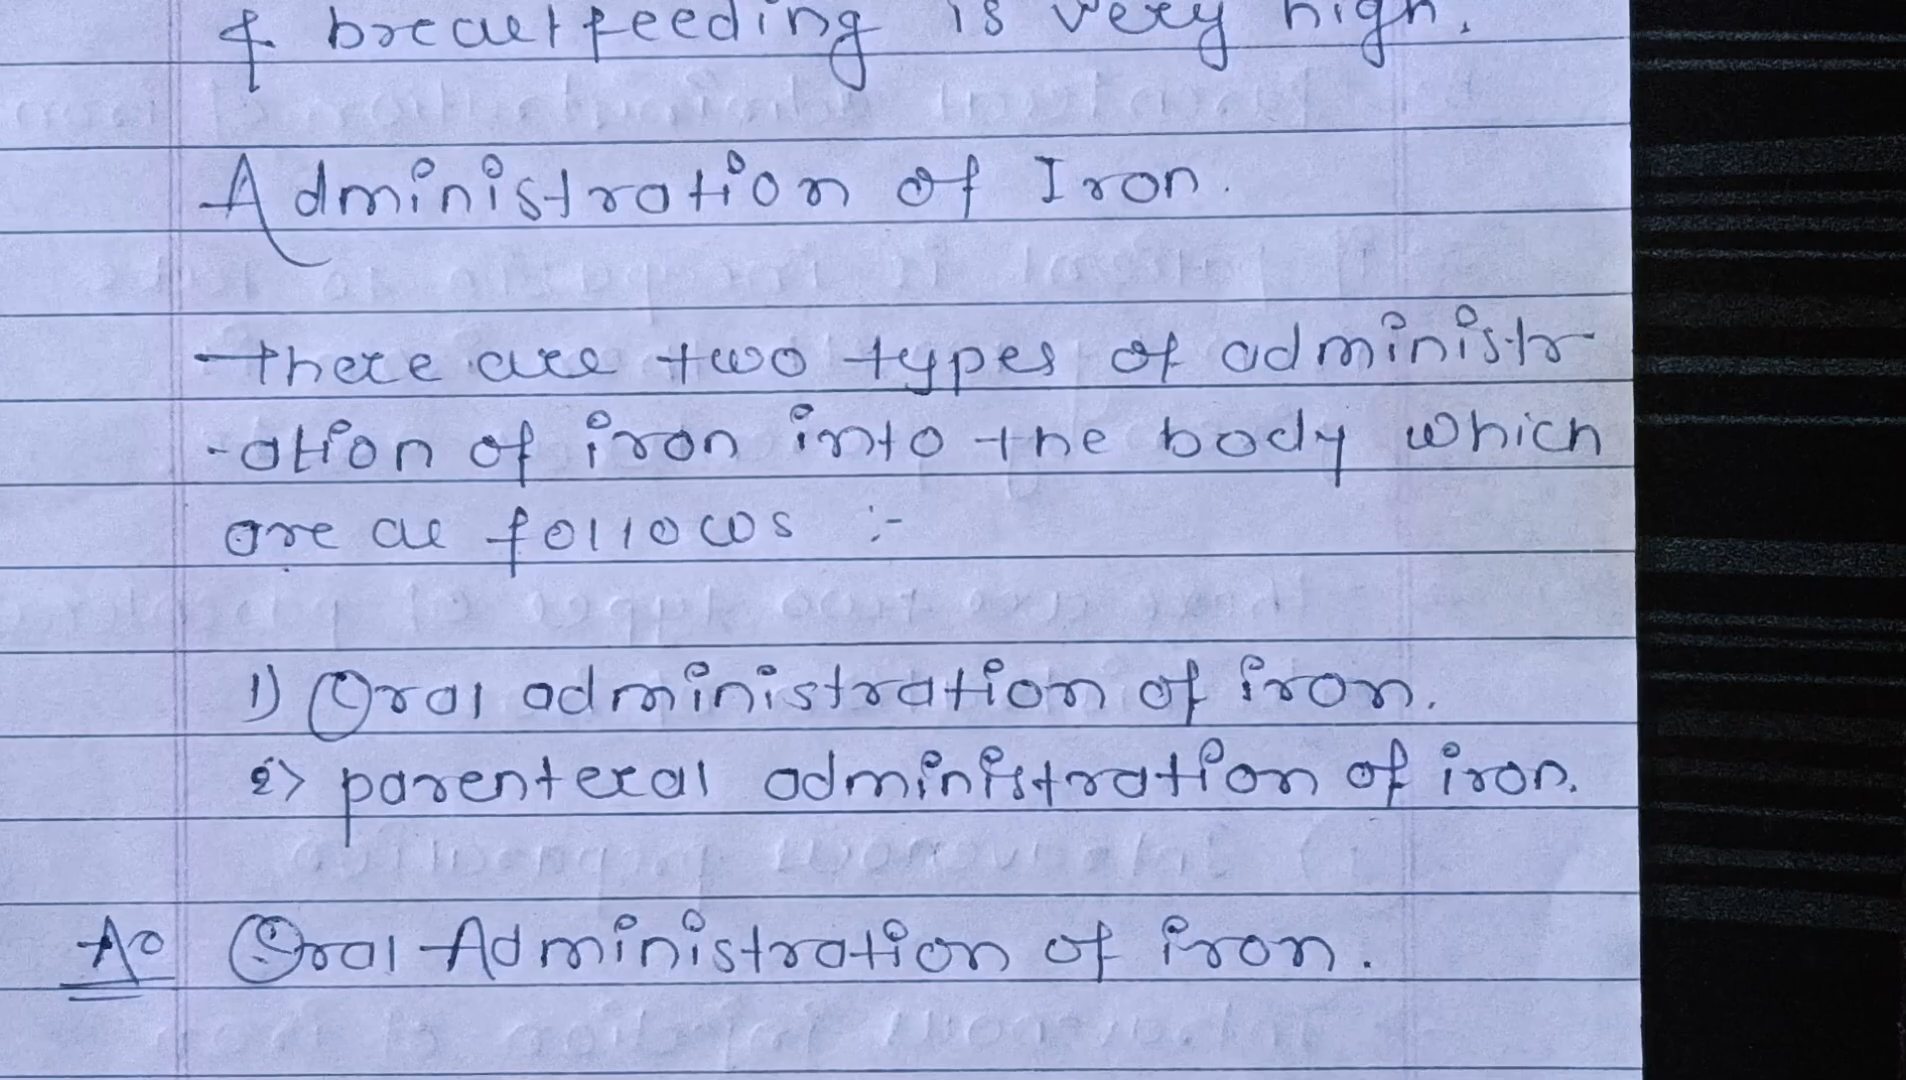 & breastfeeding is very high.
Administration of Iron.
There are two types of administr-
-ation of iron into the body which
are as follows :-
1) Oral administration of iron.
2) parenteral administration of iron.
A. Oral Administration of iron.